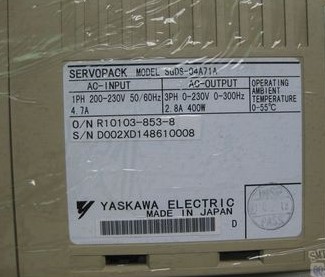 SERVOPACK MODEL SGDS-04A71A
AC-INPUT AC-OUTPUT OPERATING AMBIENT TEMPERATURE
1PH 200-230V 50/60Hz 3PH 0-230V 0-300Hz
4.7A 2.8A 400W 0-55°C
O/N R10103-853-8
S/N D002XD148610008
YASKAWA ELECTRIC
MADE IN JAPAN
D